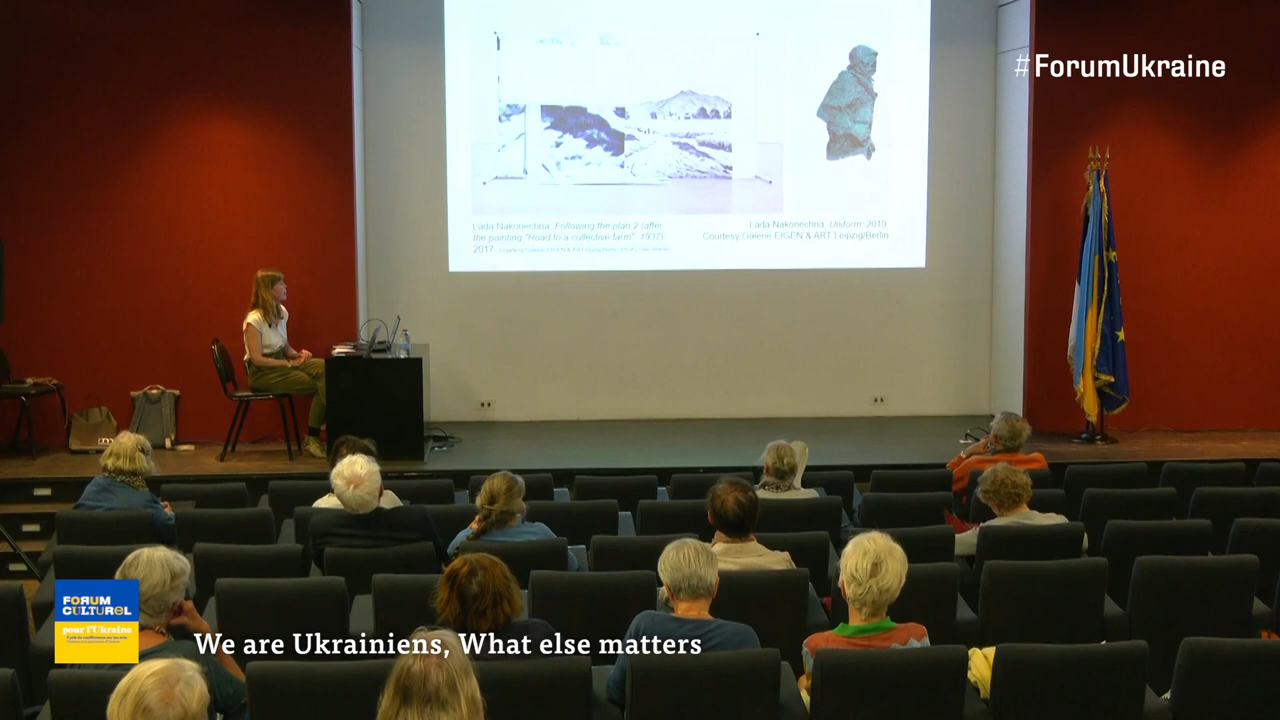 #ForumUkraine
Lada Nakonechna. Following the plan 2 (after
the painting "Road to a collective farm". 1937).
2017.
Lada Nakonechna. Uniform. 2019.
Courtesy Galerie EIGEN & ART Leipzig/Berlin
FORUM
CULTUREL
pour l'Ukraine
We are Ukrainiens, What else matters